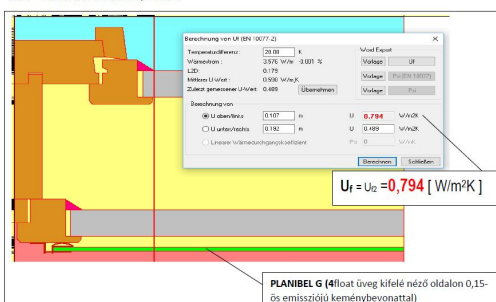 Berechnung von Uf (EN 10077-2)
Temperaturdifferenz: 20.00 K
Wärmestrom : 3.576 W/m 0.001 %
L2D: 0.179
Mittlerer U-Wert : 0.598 W/m2K
Zuletzt gemessener U-Wert 0.489 Übernehmen
Word Export
Vorlage Uf
Vorlage Psi (EN 10077)
Vorlage Psi
Berechnung von
U oben/links 0.107 m U 0.794 W/m2K
U unten/rechts 0.192 m U 0.489 W/m2K
Linearer Wärmedurchgangskoeffizient Psi 0 W/mK
Berechnen Schließen
Uf = Uf2 =0,794 [ W/m²K ]
PLANIBEL G (4float üveg kifelé néző oldalon 0,15-
ös emissziójú keménybevonattal)